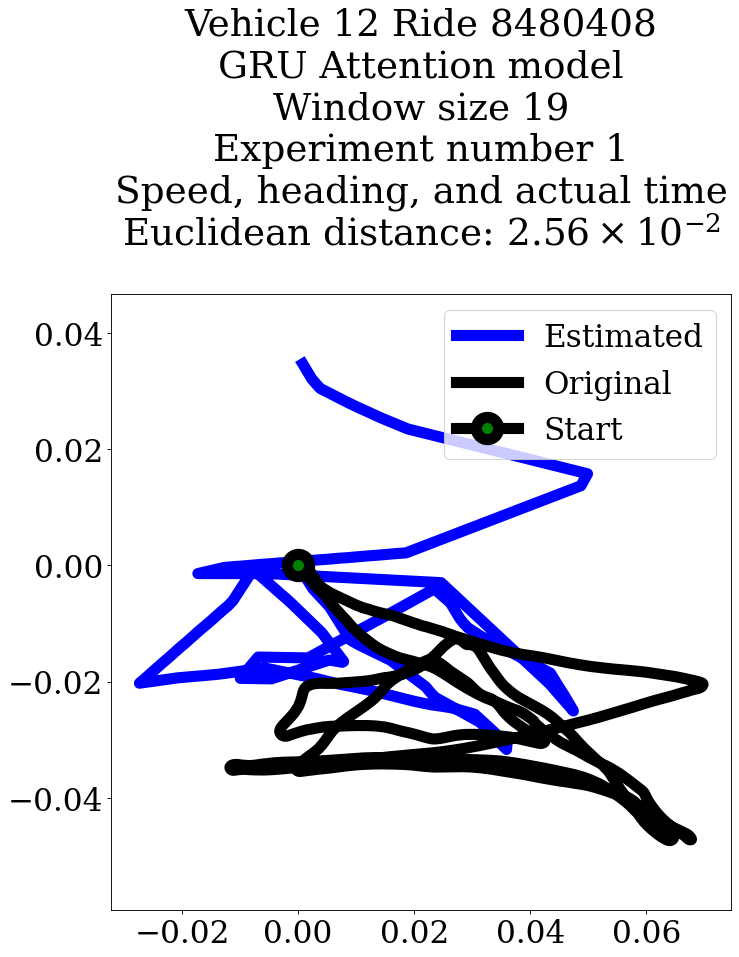 Vehicle 12 Ride 8480408
GRU Attention model
Window size 19
Experiment number 1
Speed, heading, and actual time
Euclidean distance: 2.56 × 10⁻²
Estimated
Original
Start
0.04
0.02
0.00
−0.02
−0.04
−0.02 0.00 0.02 0.04 0.06